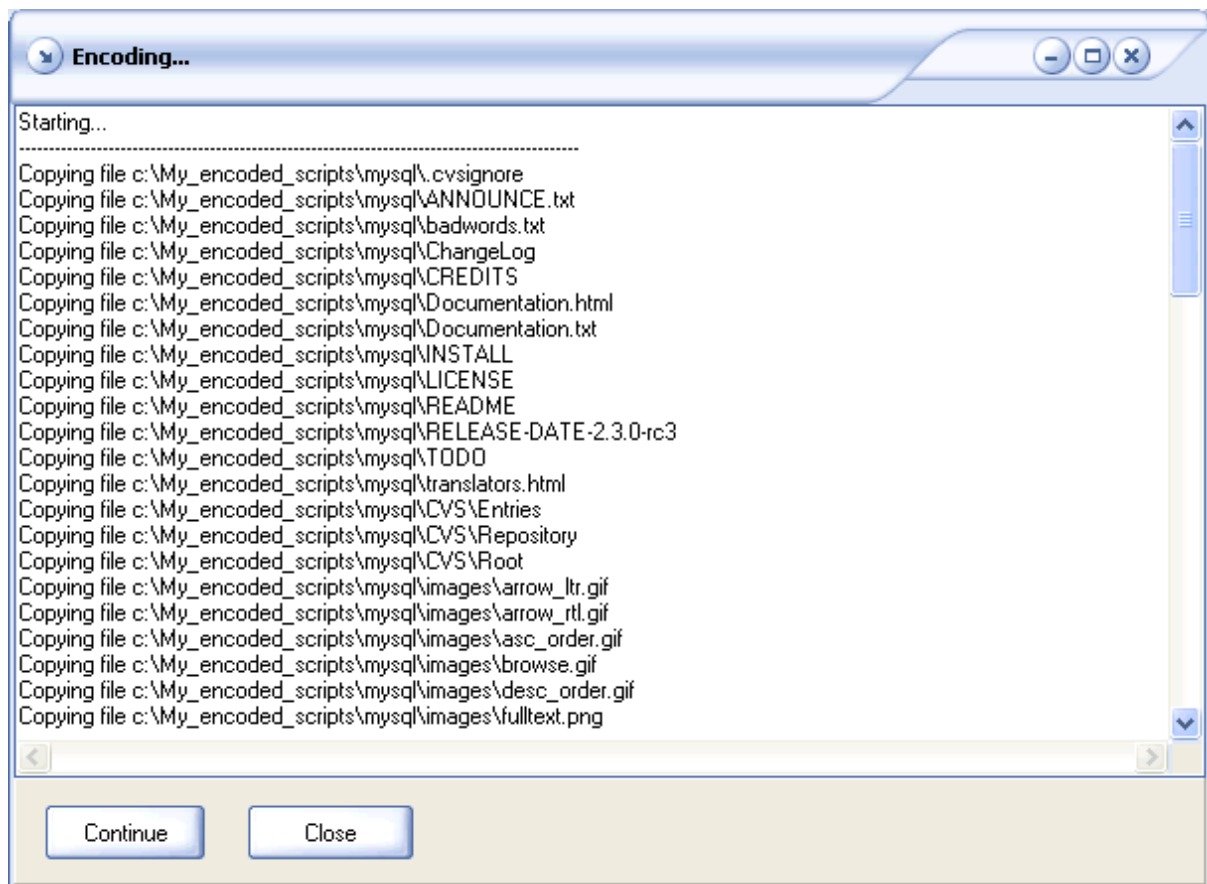 Encoding...
Starting...
--------------------------------------------------------------------------------------------
Copying file c:\My_encoded_scripts\mysql\.cvsignore
Copying file c:\My_encoded_scripts\mysql\ANNOUNCE.txt
Copying file c:\My_encoded_scripts\mysql\badwords.txt
Copying file c:\My_encoded_scripts\mysql\ChangeLog
Copying file c:\My_encoded_scripts\mysql\CREDITS
Copying file c:\My_encoded_scripts\mysql\Documentation.html
Copying file c:\My_encoded_scripts\mysql\Documentation.txt
Copying file c:\My_encoded_scripts\mysql\INSTALL
Copying file c:\My_encoded_scripts\mysql\LICENSE
Copying file c:\My_encoded_scripts\mysql\README
Copying file c:\My_encoded_scripts\mysql\RELEASE-DATE-2.3.0-rc3
Copying file c:\My_encoded_scripts\mysql\TODO
Copying file c:\My_encoded_scripts\mysql\translators.html
Copying file c:\My_encoded_scripts\mysql\CVS\Entries
Copying file c:\My_encoded_scripts\mysql\CVS\Repository
Copying file c:\My_encoded_scripts\mysql\CVS\Root
Copying file c:\My_encoded_scripts\mysql\images\arrow_ltr.gif
Copying file c:\My_encoded_scripts\mysql\images\arrow_rtl.gif
Copying file c:\My_encoded_scripts\mysql\images\asc_order.gif
Copying file c:\My_encoded_scripts\mysql\images\browse.gif
Copying file c:\My_encoded_scripts\mysql\images\desc_order.gif
Copying file c:\My_encoded_scripts\mysql\images\fulltext.png
Continue Close